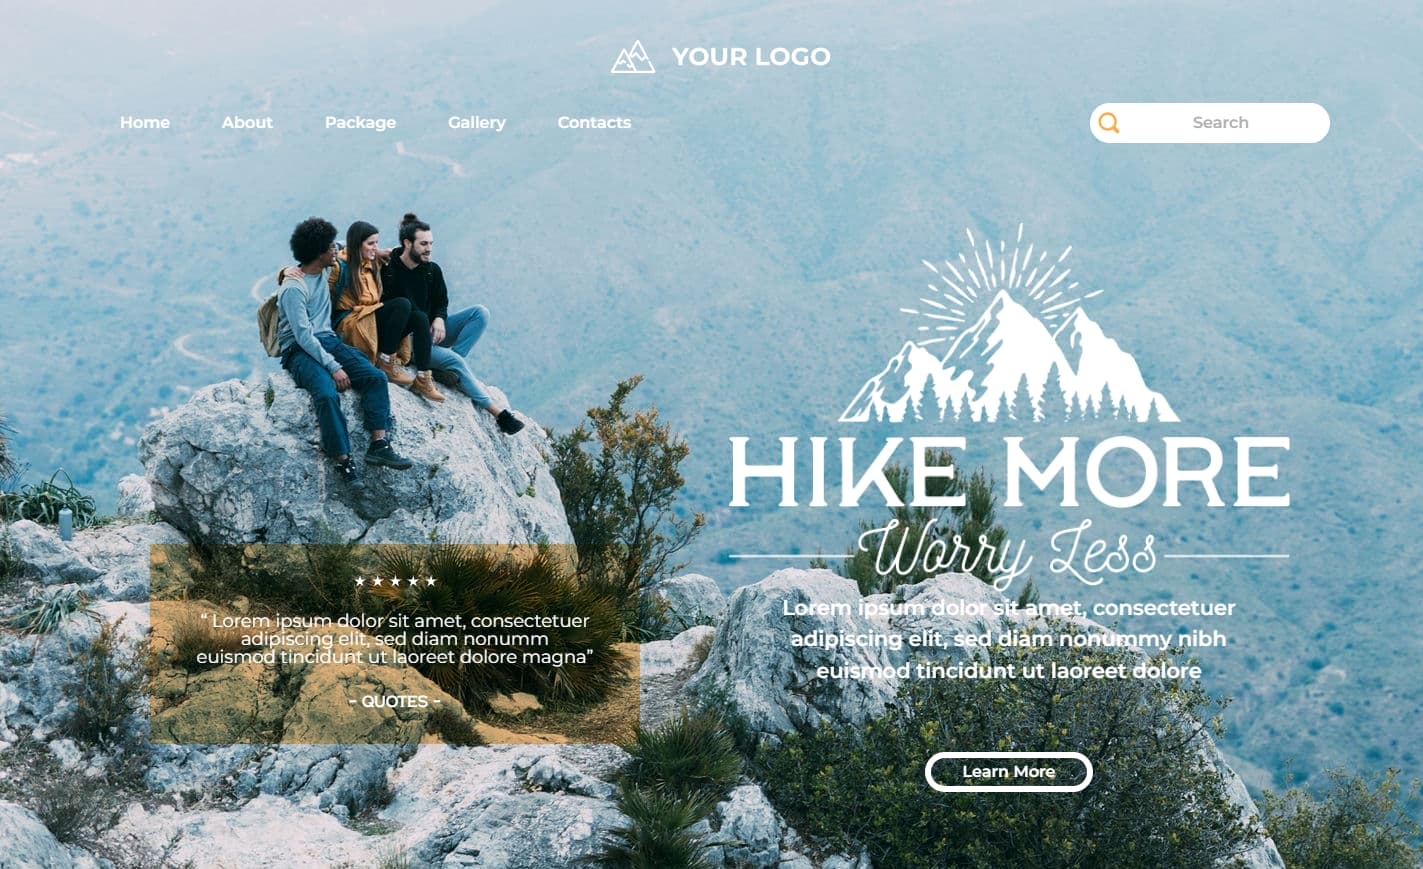 YOUR LOGO
Home About Package Gallery Contacts
Search
HIKE MORE
Worry Less
Lorem ipsum dolor sit amet, consectetuer
adipiscing elit, sed diam nonummy nibh
euismod tincidunt ut laoreet dolore
Learn More
★★★★★
“ Lorem ipsum dolor sit amet, consectetuer
adipiscing elit, sed diam nonumm
euismod tincidunt ut laoreet dolore magna”
- QUOTES -